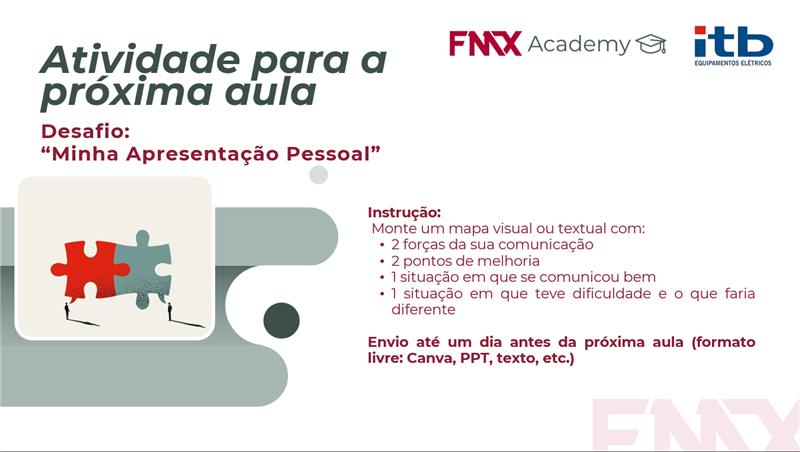 Atividade para a
próxima aula
FMX Academy
itb
EQUIPAMENTOS ELÉTRICOS
Desafio:
“Minha Apresentação Pessoal”
Instrução:
Monte um mapa visual ou textual com:
• 2 forças da sua comunicação
• 2 pontos de melhoria
• 1 situação em que se comunicou bem
• 1 situação em que teve dificuldade e o que faria
diferente
Envio até um dia antes da próxima aula (formato
livre: Canva, PPT, texto, etc.)
FMX